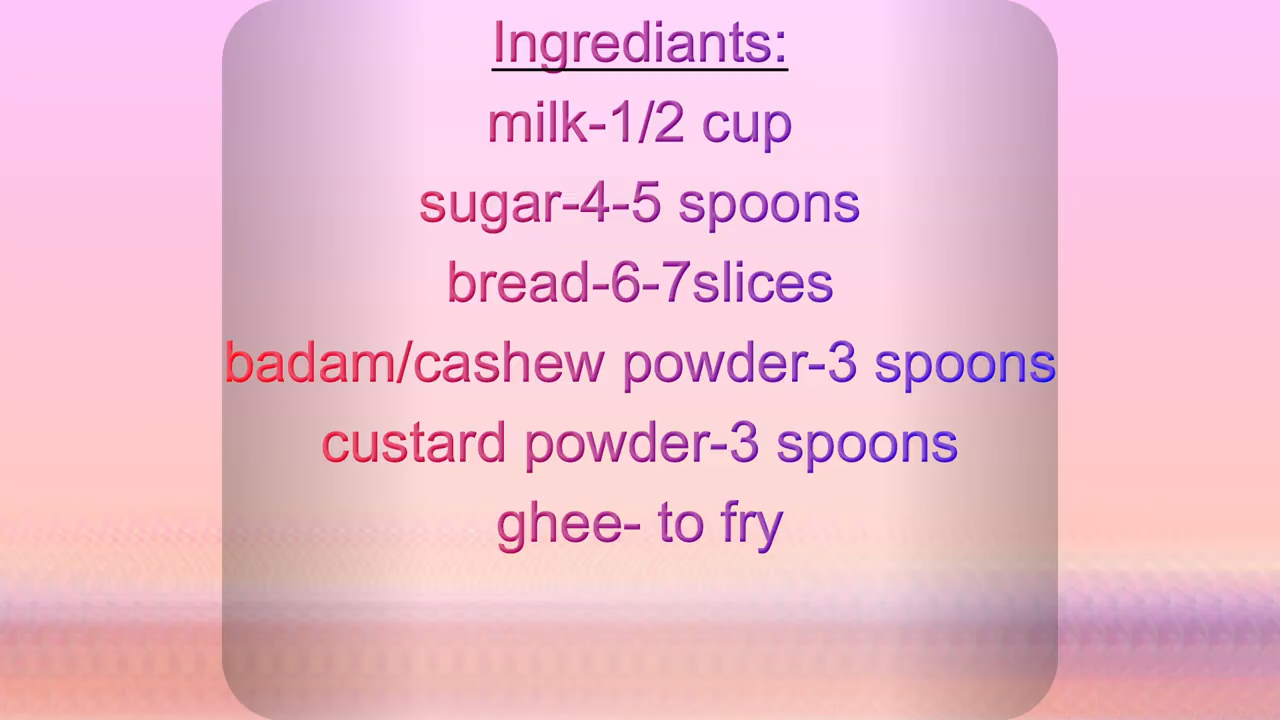 Ingrediants:
milk-1/2 cup
sugar-4-5 spoons
bread-6-7slices
badam/cashew powder-3 spoons
custard powder-3 spoons
ghee- to fry